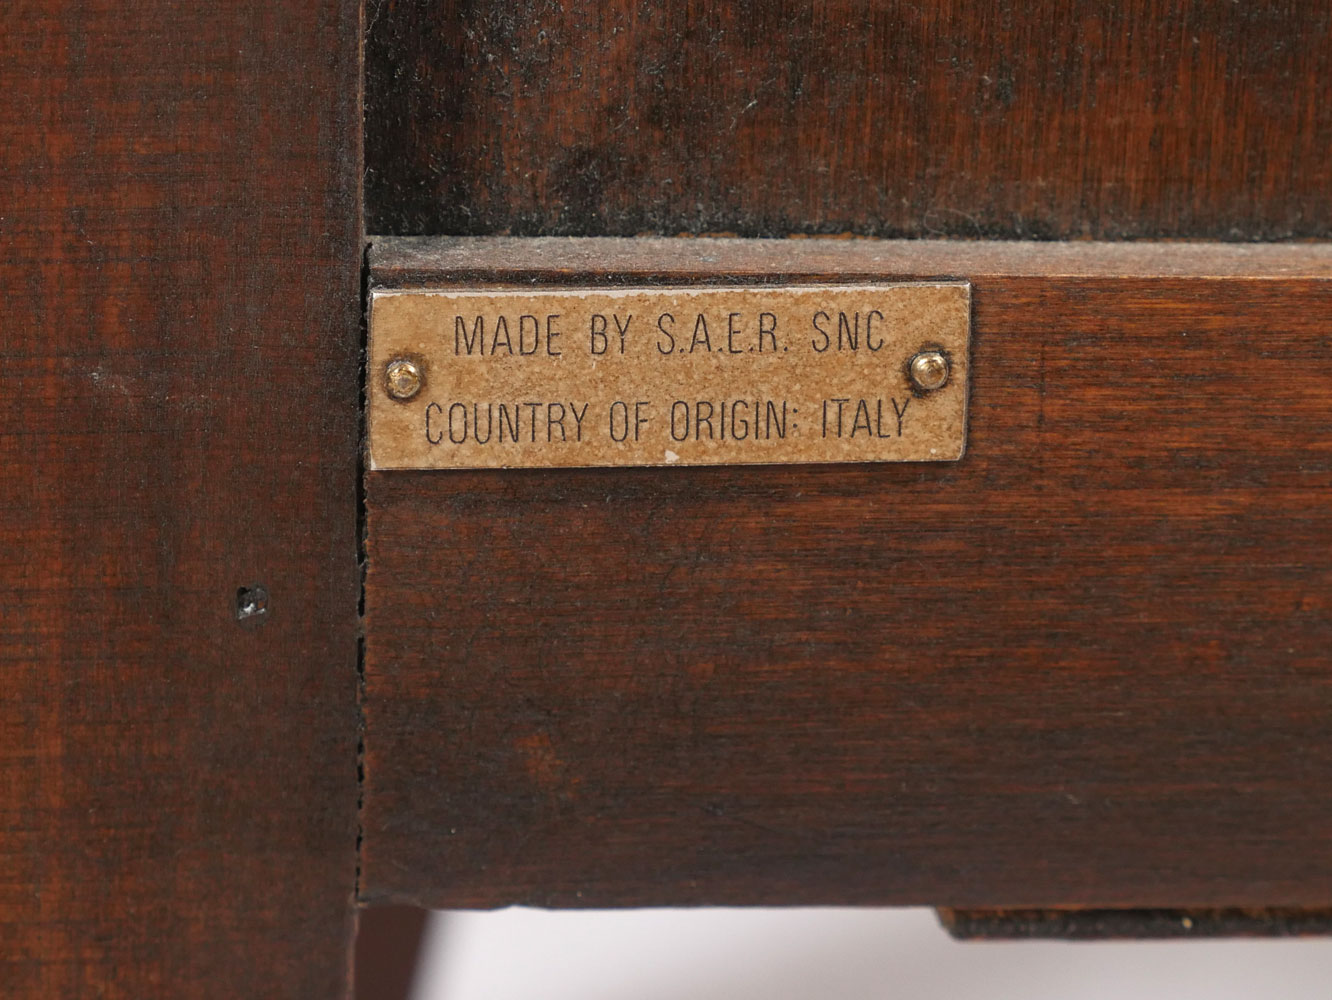 MADE BY S.A.E.R. SNC
COUNTRY OF ORIGIN: ITALY